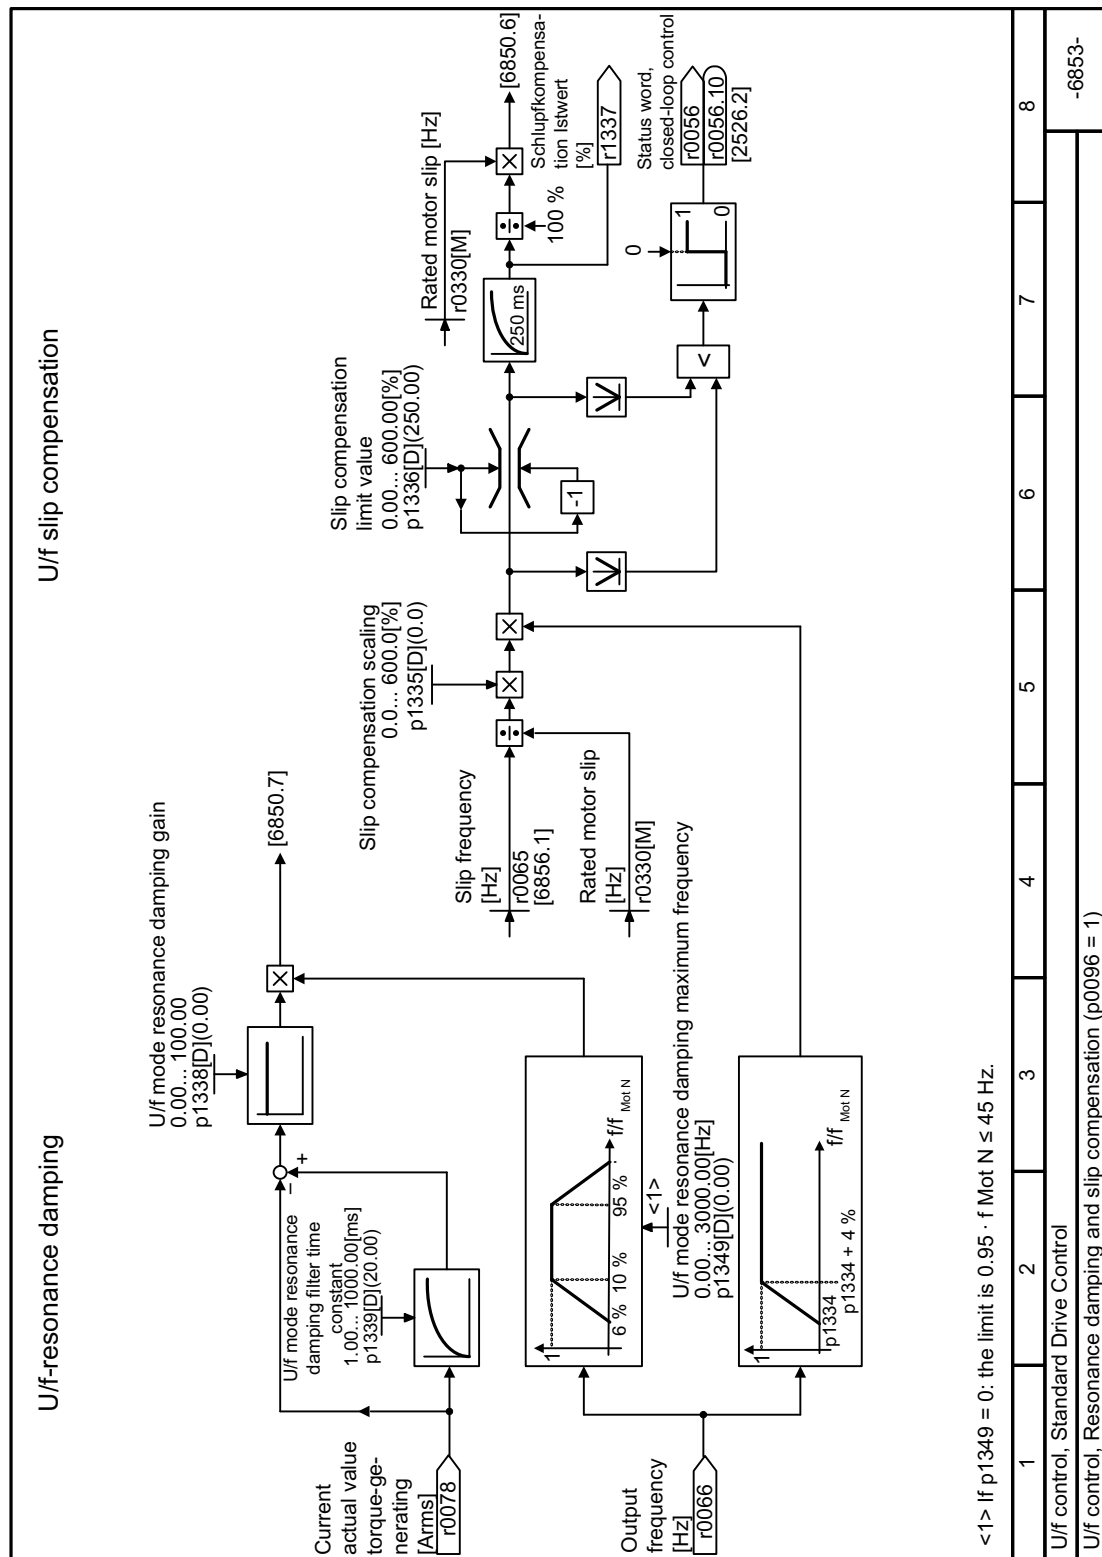 U/f-resonance damping
U/f slip compensation
U/f mode resonance damping gain
0.00... 100.00
p1338[D](0.00)
[6850.7]
U/f mode resonance
damping filter time
constant
1.00... 1000.00[ms]
p1339[D](20.00)
–
+
Current
actual value
torque-ge-
nerating
[Arms]
r0078
Slip compensation scaling
0.0... 600.0[%]
p1335[D](0.0)
Slip compensation
limit value
0.00... 600.00[%]
p1336[D](250.00)
-1
Rated motor slip [Hz]
r0330[M]
250 ms
100 %
[6850.6]
Schlupfkompensa-
tion Istwert
[%]
r1337
Slip frequency
[Hz]
r0065
[6856.1]
Rated motor slip
[Hz]
r0330[M]
<
0
1
0
Status word,
closed-loop control
r0056
r0056.10
[2526.2]
1
6 %
10 %
95 %
f/f Mot N
<1>
U/f mode resonance damping maximum frequency
0.00... 3000.00[Hz]
p1349[D](0.00)
Output
frequency
[Hz]
r0066
1
p1334
p1334 + 4 %
f/f Mot N
<1> If p1349 = 0: the limit is 0.95 · f Mot N ≤ 45 Hz.
1
2
3
4
5
6
7
8
U/f control, Standard Drive Control
U/f control, Resonance damping and slip compensation (p0096 = 1)
-6853-